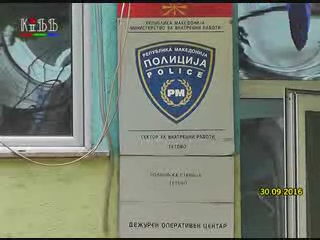 РЕПУБЛИКА МАКЕДОНИЈА
МИНИСТЕРСТВО ЗА ВНАТРЕШНИ РАБОТИ
РЕПУБЛИКА МАКЕДОНИЈА
ПОЛИЦИЈА
POLICE
РМ
СЕКТОР ЗА ВНАТРЕШНИ РАБОТИ
ТЕТОВО
ПОЛИЦИСКА СТАНИЦА
ТЕТОВО
30.09.2016
ДЕЖУРЕН ОПЕРАТИВЕН ЦЕНТАР